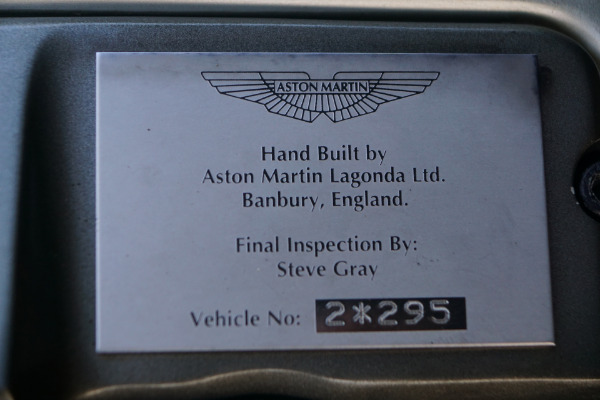 ASTON MARTIN
Hand Built by
Aston Martin Lagonda Ltd.
Banbury, England.
Final Inspection By:
Steve Gray
Vehicle No: 2*295